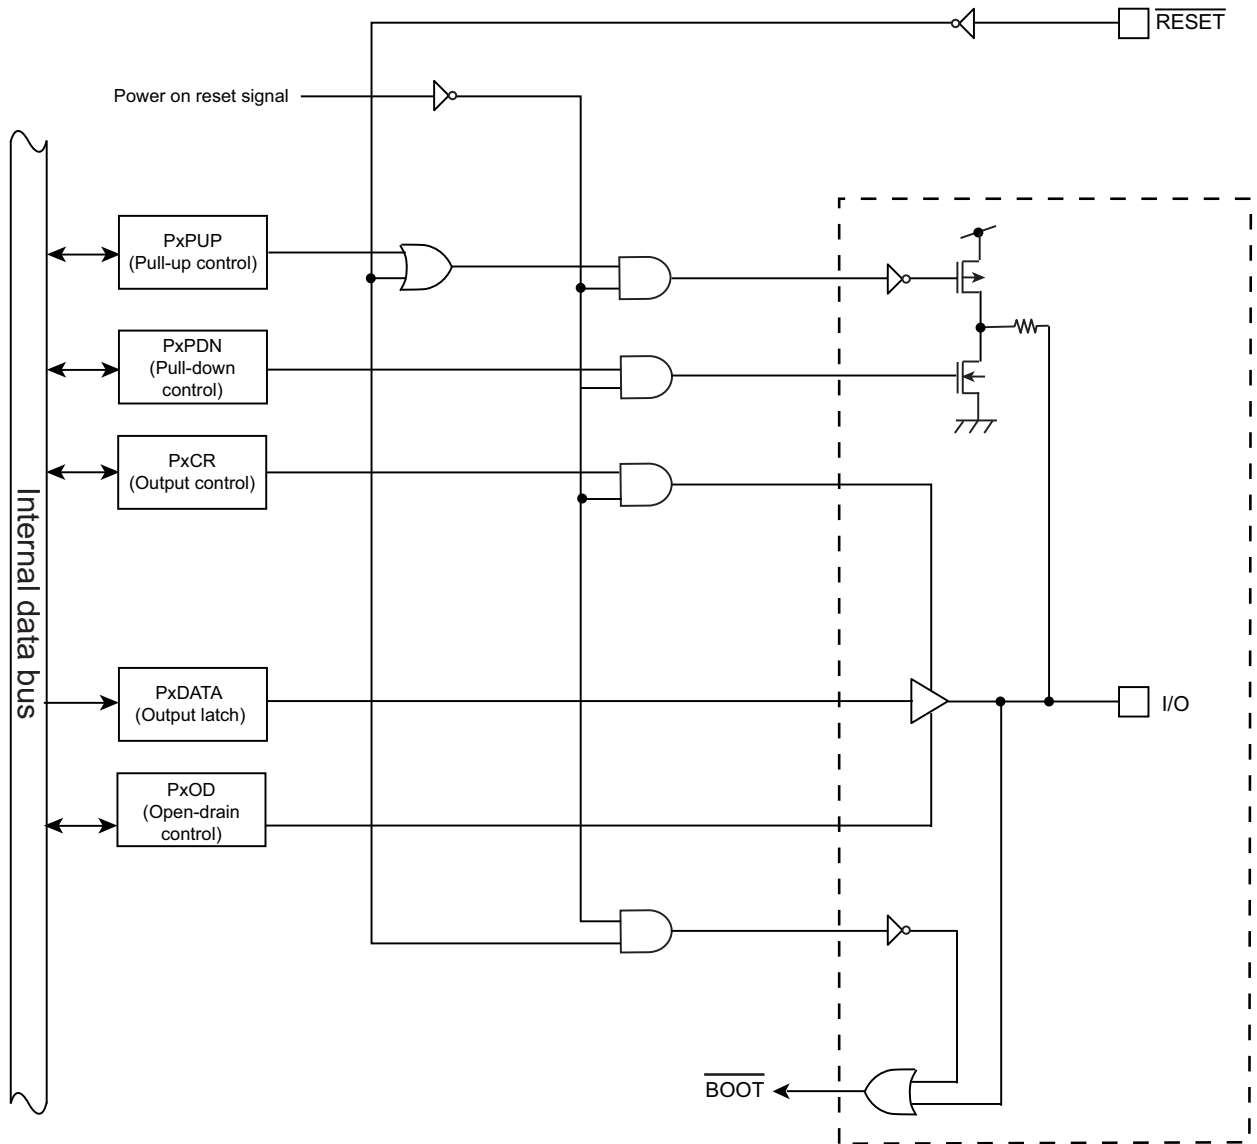 RESET
Power on reset signal
PxPUP
(Pull-up control)
PxPDN
(Pull-down
control)
PxCR
(Output control)
Internal data bus
PxDATA
(Output latch)
I/O
PxOD
(Open-drain
control)
BOOT